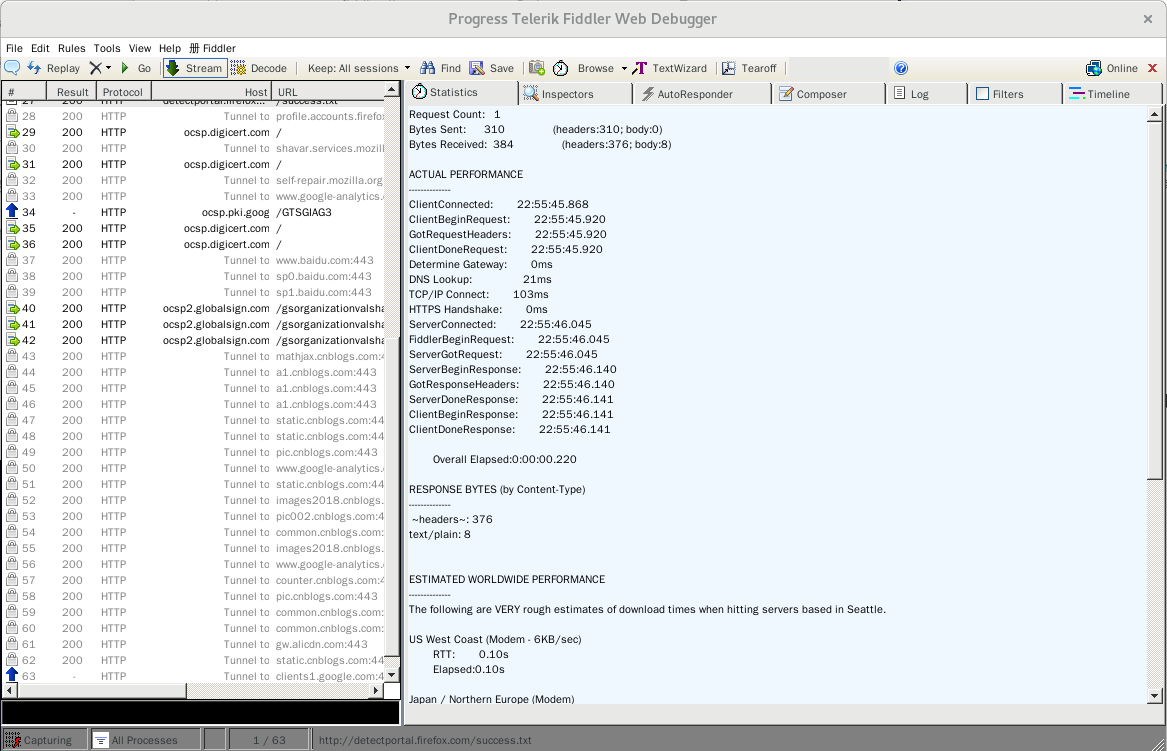 Progress Telerik Fiddler Web Debugger
File Edit Rules Tools View Help Fiddler
Replay Go Stream Decode Keep: All sessions Find Save Browse TextWizard Tearoff Online
# Result Protocol Host URL
27 200 HTTP detectportal.firefox... /success.txt
28 200 HTTP Tunnel to profile.accounts.firefo
29 200 HTTP ocsp.digicert.com /
30 200 HTTP Tunnel to shavar.services.mozill
31 200 HTTP ocsp.digicert.com /
32 200 HTTP Tunnel to self-repair.mozilla.org
33 200 HTTP Tunnel to www.google-analytics.
34 - HTTP ocsp.pki.goog /GTSGIAG3
35 200 HTTP ocsp.digicert.com /
36 200 HTTP ocsp.digicert.com /
37 200 HTTP Tunnel to www.baidu.com:443
38 200 HTTP Tunnel to sp0.baidu.com:443
39 200 HTTP Tunnel to sp1.baidu.com:443
40 200 HTTP ocsp2.globalsign.com /gsorganizationvalsha
41 200 HTTP ocsp2.globalsign.com /gsorganizationvalsha
42 200 HTTP ocsp2.globalsign.com /gsorganizationvalsha
43 200 HTTP Tunnel to mathjax.cnblogs.com:4
44 200 HTTP Tunnel to a1.cnblogs.com:443
45 200 HTTP Tunnel to a1.cnblogs.com:443
46 200 HTTP Tunnel to a1.cnblogs.com:443
47 200 HTTP Tunnel to static.cnblogs.com:44
48 200 HTTP Tunnel to static.cnblogs.com:44
49 200 HTTP Tunnel to pic.cnblogs.com:443
50 200 HTTP Tunnel to www.google-analytics.
51 200 HTTP Tunnel to static.cnblogs.com:44
52 200 HTTP Tunnel to images2018.cnblogs.
53 200 HTTP Tunnel to pic002.cnblogs.com:4
54 200 HTTP Tunnel to common.cnblogs.com:
55 200 HTTP Tunnel to images2018.cnblogs.
56 200 HTTP Tunnel to www.google-analytics.
57 200 HTTP Tunnel to counter.cnblogs.com:4
58 200 HTTP Tunnel to pic.cnblogs.com:443
59 200 HTTP Tunnel to common.cnblogs.com:
60 200 HTTP Tunnel to common.cnblogs.com:
61 200 HTTP Tunnel to gw.alicdn.com:443
62 200 HTTP Tunnel to static.cnblogs.com:44
63 - HTTP Tunnel to clients1.google.com:4
Statistics Inspectors AutoResponder Composer Log Filters Timeline
Request Count: 1
Bytes Sent: 310 (headers:310; body:0)
Bytes Received: 384 (headers:376; body:8)
ACTUAL PERFORMANCE
--------------
ClientConnected: 22:55:45.868
ClientBeginRequest: 22:55:45.920
GotRequestHeaders: 22:55:45.920
ClientDoneRequest: 22:55:45.920
Determine Gateway: 0ms
DNS Lookup: 21ms
TCP/IP Connect: 103ms
HTTPS Handshake: 0ms
ServerConnected: 22:55:46.045
FiddlerBeginRequest: 22:55:46.045
ServerGotRequest: 22:55:46.045
ServerBeginResponse: 22:55:46.140
GotResponseHeaders: 22:55:46.140
ServerDoneResponse: 22:55:46.141
ClientBeginResponse: 22:55:46.141
ClientDoneResponse: 22:55:46.141
Overall Elapsed:0:00:00.220
RESPONSE BYTES (by Content-Type)
--------------
~headers~: 376
text/plain: 8
ESTIMATED WORLDWIDE PERFORMANCE
--------------
The following are VERY rough estimates of download times when hitting servers based in Seattle.
US West Coast (Modem - 6KB/sec)
RTT: 0.10s
Elapsed:0.10s
Japan / Northern Europe (Modem)
Capturing All Processes 1 / 63 http://detectportal.firefox.com/success.txt